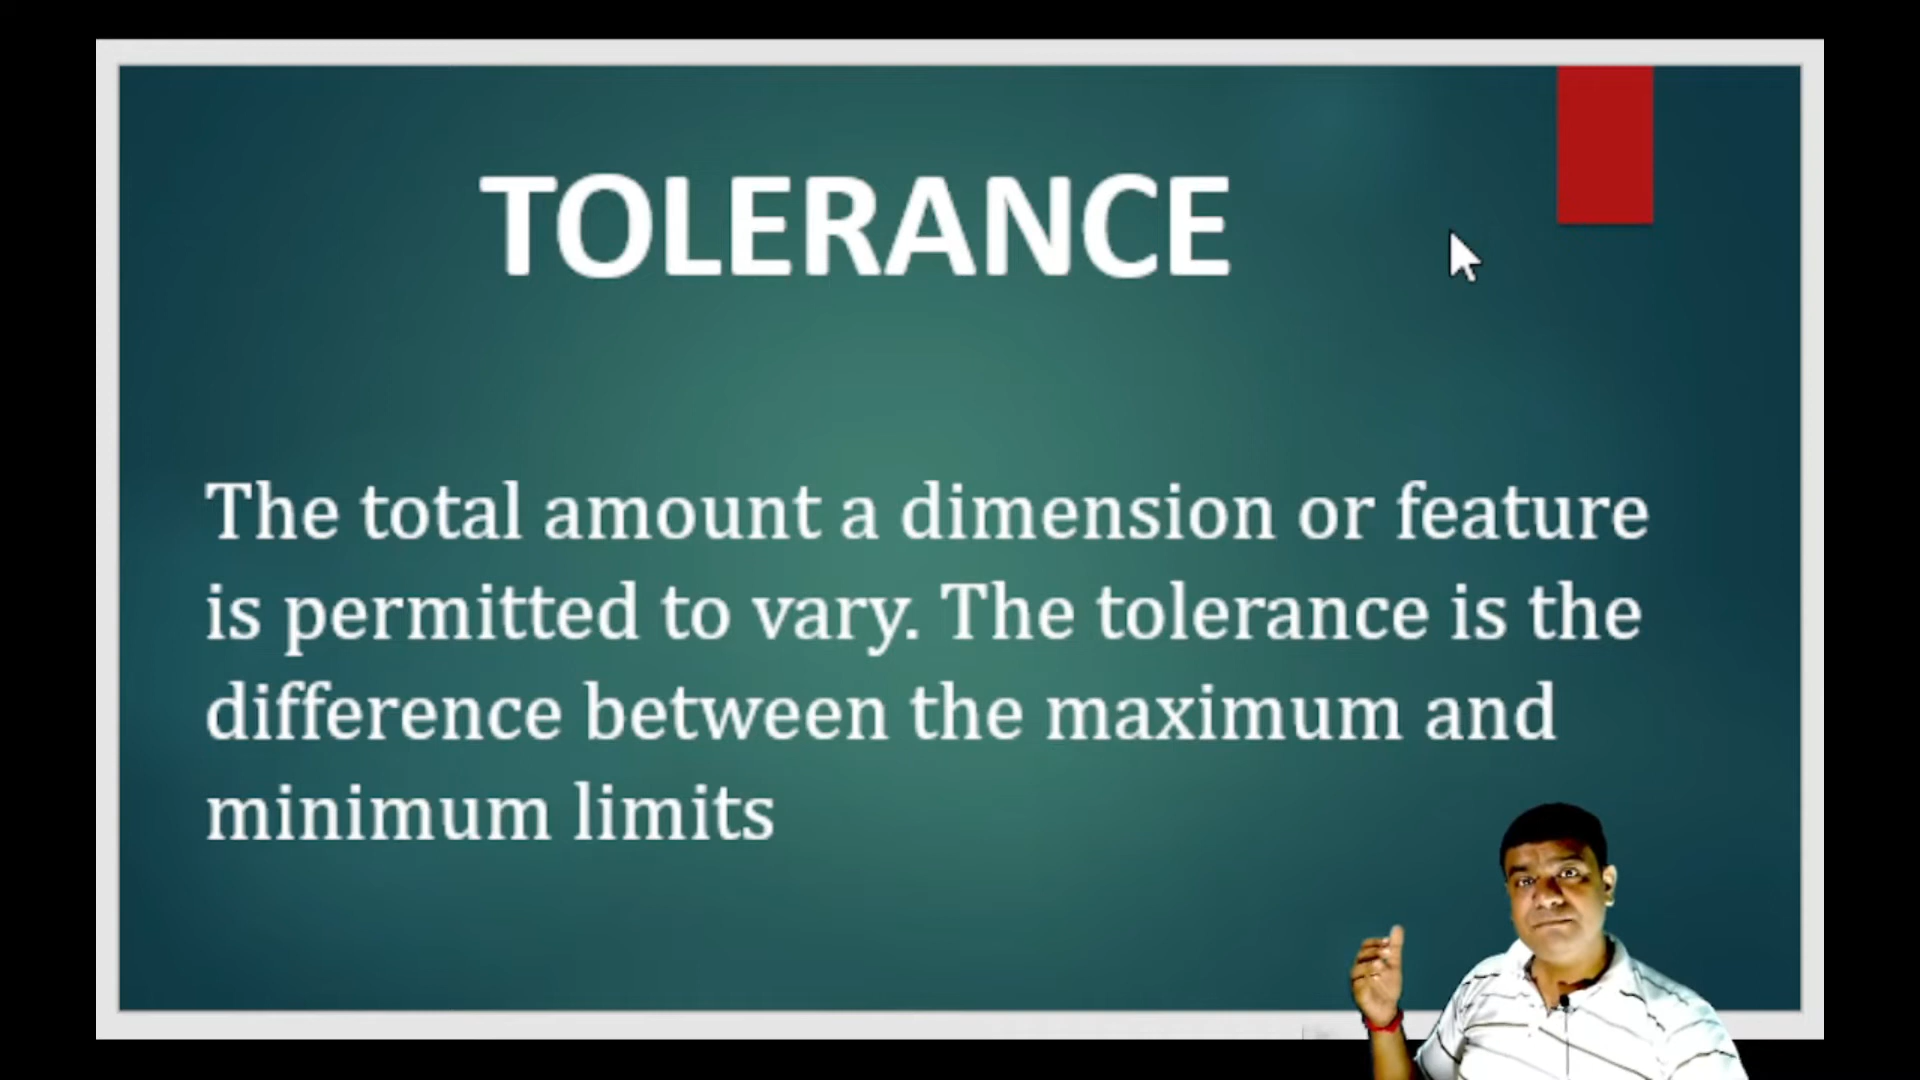 TOLERANCE
The total amount a dimension or feature
is permitted to vary. The tolerance is the
difference between the maximum and
minimum limits